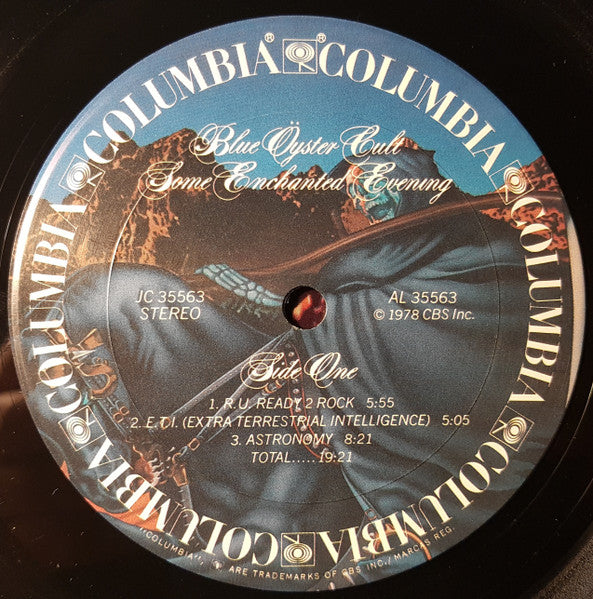 COLUMBIA® ®COLUMBIA COLUMBIA COLUMBIA COLUMBIA COLUMBIA COLUMBIA COLUMBIA
Blue Öyster Cult
Some Enchanted Evening
JC 35563 AL 35563
STEREO © 1978 CBS Inc.
Side One
1. R.U. READY 2 ROCK 5:55
2. E.T.I. (EXTRA TERRESTRIAL INTELLIGENCE) 5:05
3. ASTRONOMY 8:21
TOTAL.....19:21
"COLUMBIA", ARE TRADEMARKS OF CBS INC./ MARCAS REG.